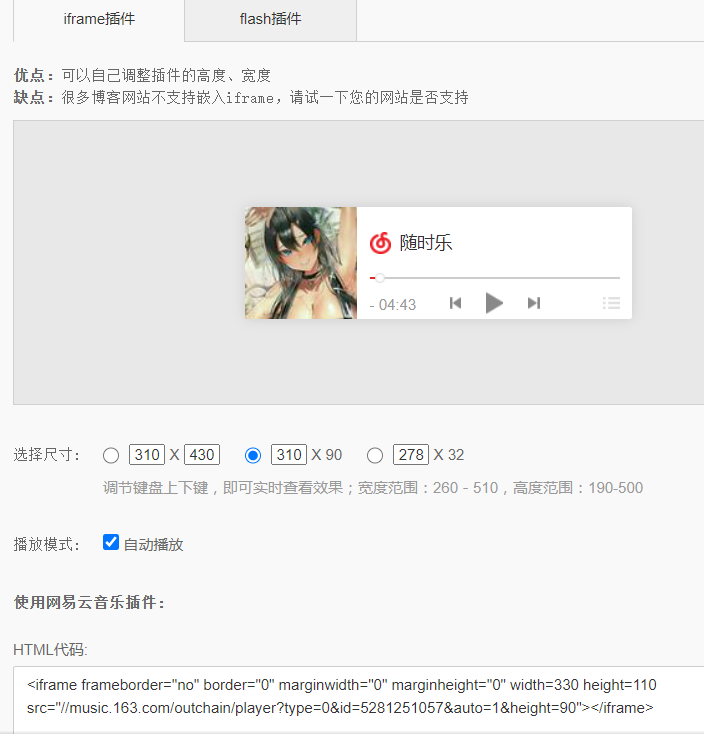 iframe插件 flash插件
优点：可以自己调整插件的高度、宽度
缺点：很多博客网站不支持嵌入iframe，请试一下您的网站是否支持
随时乐
- 04:43
选择尺寸： 310 X 430 310 X 90 278 X 32
调节键盘上下键，即可实时查看效果；宽度范围：260 - 510，高度范围：190-500
播放模式： 自动播放
使用网易云音乐插件：
HTML代码:
<iframe frameborder="no" border="0" marginwidth="0" marginheight="0" width=330 height=110
src="//music.163.com/outchain/player?type=0&id=5281251057&auto=1&height=90"></iframe>